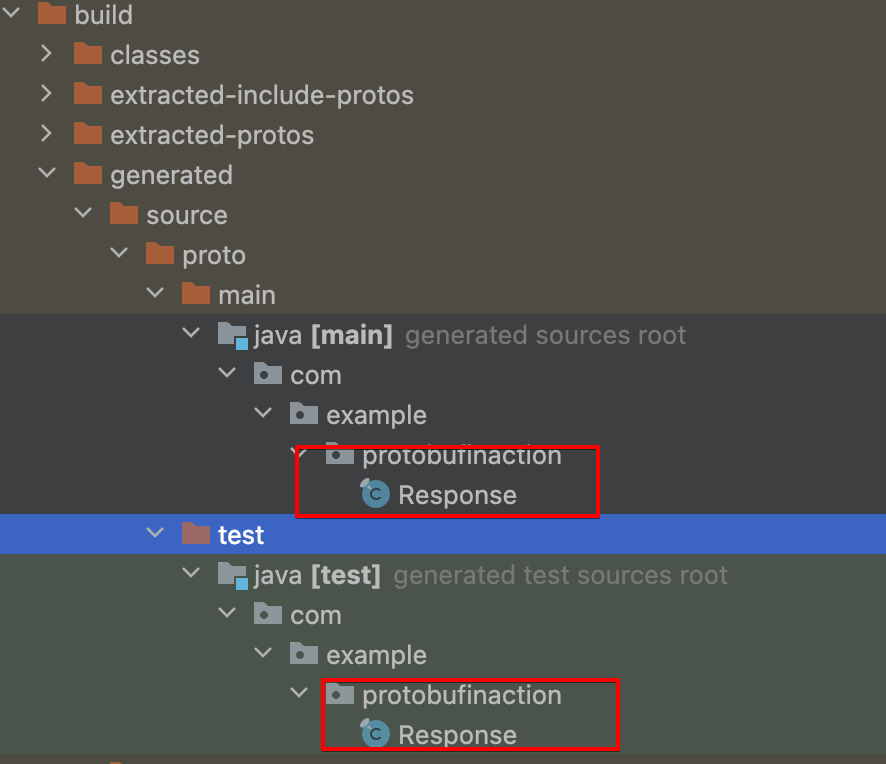 build
classes
extracted-include-protos
extracted-protos
generated
source
proto
main
java [main] generated sources root
com
example
protobufinaction
C Response
test
java [test] generated test sources root
com
example
protobufinaction
C Response